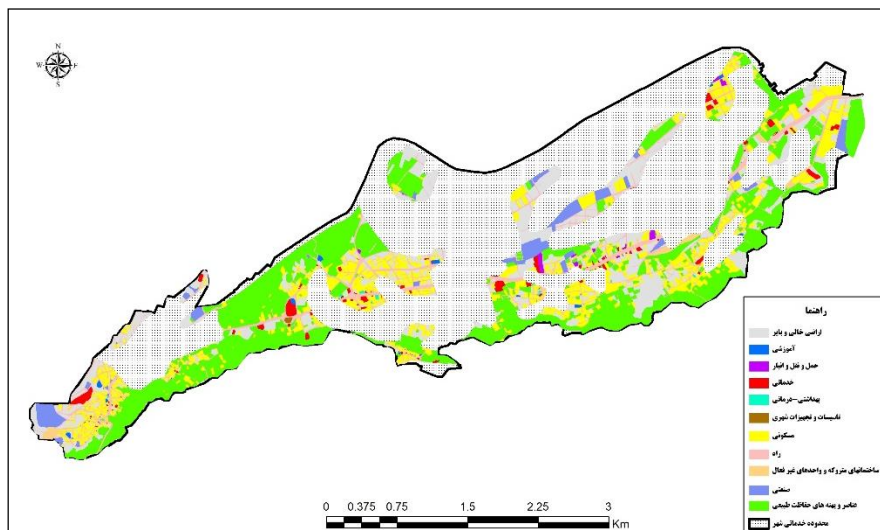 N
W E
S
راهنما
اراضی خالی و بایر
آموزشی
حمل و نقل و انبار
خدماتی
بهداشتی-درمانی
تاسیسات و تجهیزات شهری
مسکونی
راه
ساختمانهای متروکه و واحدهای غیر فعال
صنعتی
عناصر و پهنه های حفاظت طبیعی
محدوده خدماتی شهر
0 0.375 0.75 1.5 2.25 3
Km